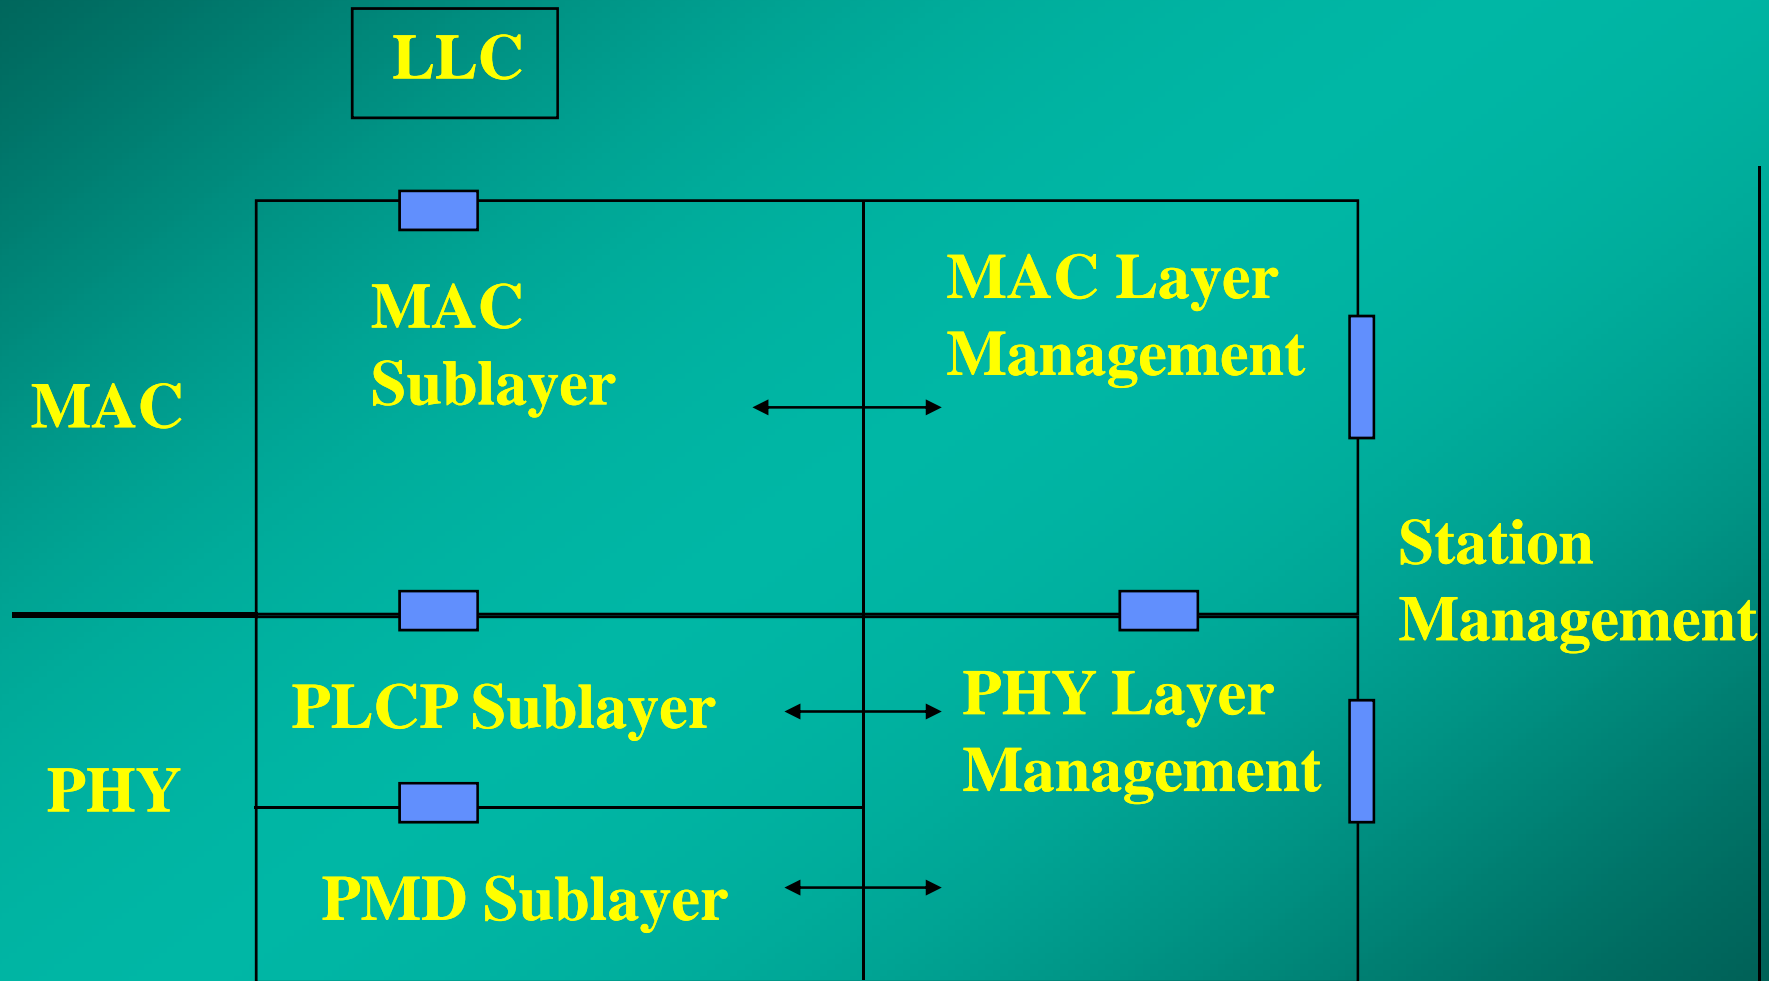 LLC
MAC
MAC
Sublayer
MAC Layer
Management
Station
Management
PHY
PLCP Sublayer
PHY Layer
Management
PMD Sublayer